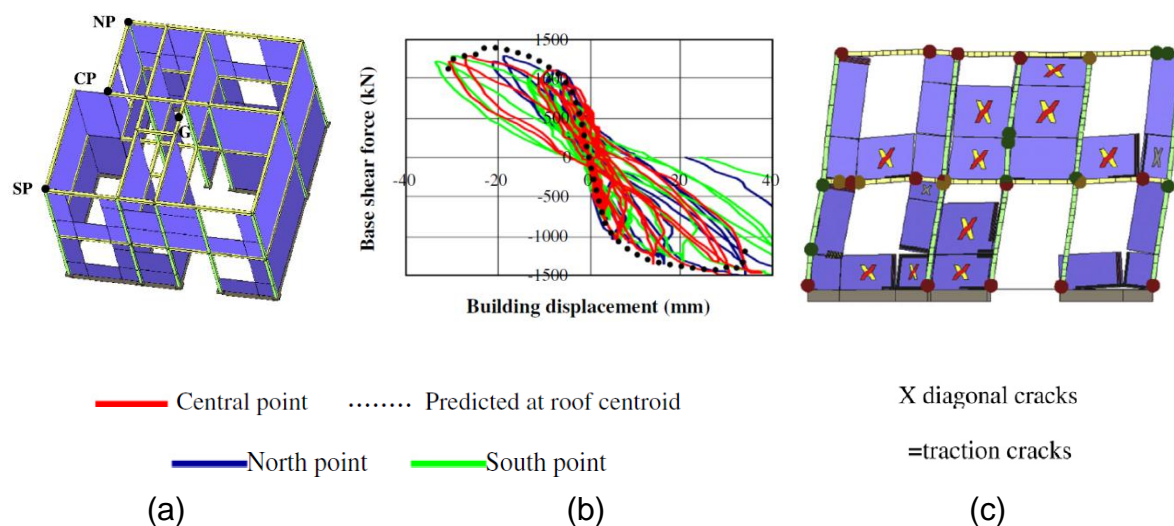 NP
CP
G
SP
1500
1000
500
0
-40
-20
0
20
40
-500
-1000
-1500
Base shear force (kN)
Building displacement (mm)
Central point
Predicted at roof centroid
North point
South point
X diagonal cracks
=traction cracks
(a)
(b)
(c)